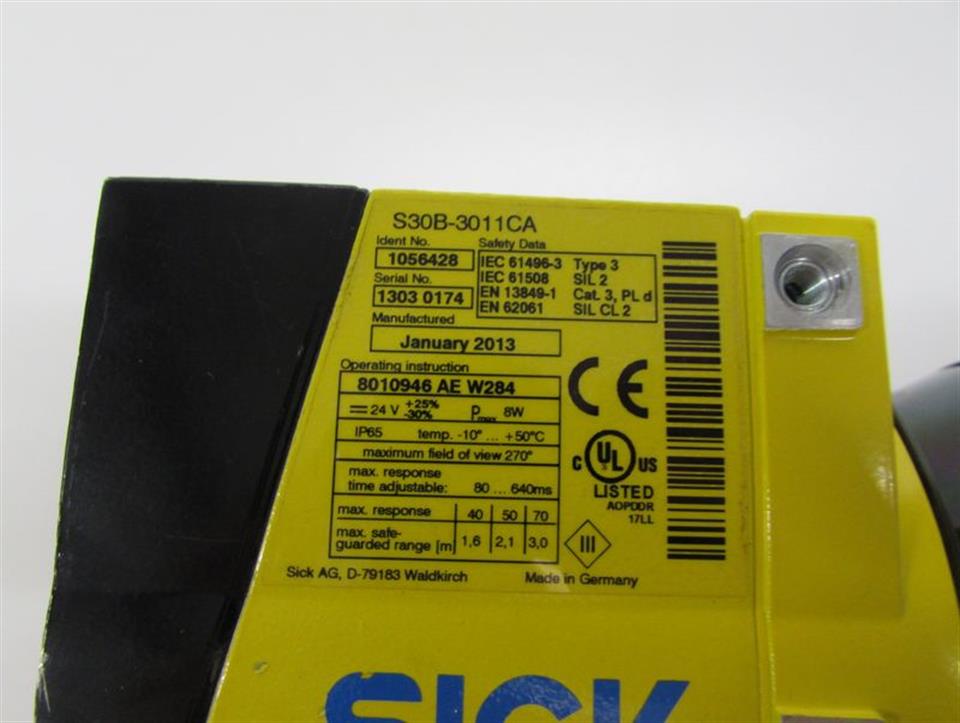 S30B-3011CA
Ident No.
1056428
Serial No.
1303 0174
Manufactured
January 2013
Safety Data
IEC 61496-3 Type 3
IEC 61508 SIL 2
EN 13849-1 Cat. 3, PL d
EN 62061 SIL CL 2
Operating instruction
8010946 AE W284
24 V +25% -30% Pmax 8W
IP65 temp. -10° ... +50°C
maximum field of view 270°
max. response
time adjustable: 80 ... 640ms
max. response 40 50 70
max. safe-
guarded range [m] 1,6 2,1 3,0
CE
C UL US
LISTED
AOPDDR
17LL
III
Sick AG, D-79183 Waldkirch Made in Germany
SICK